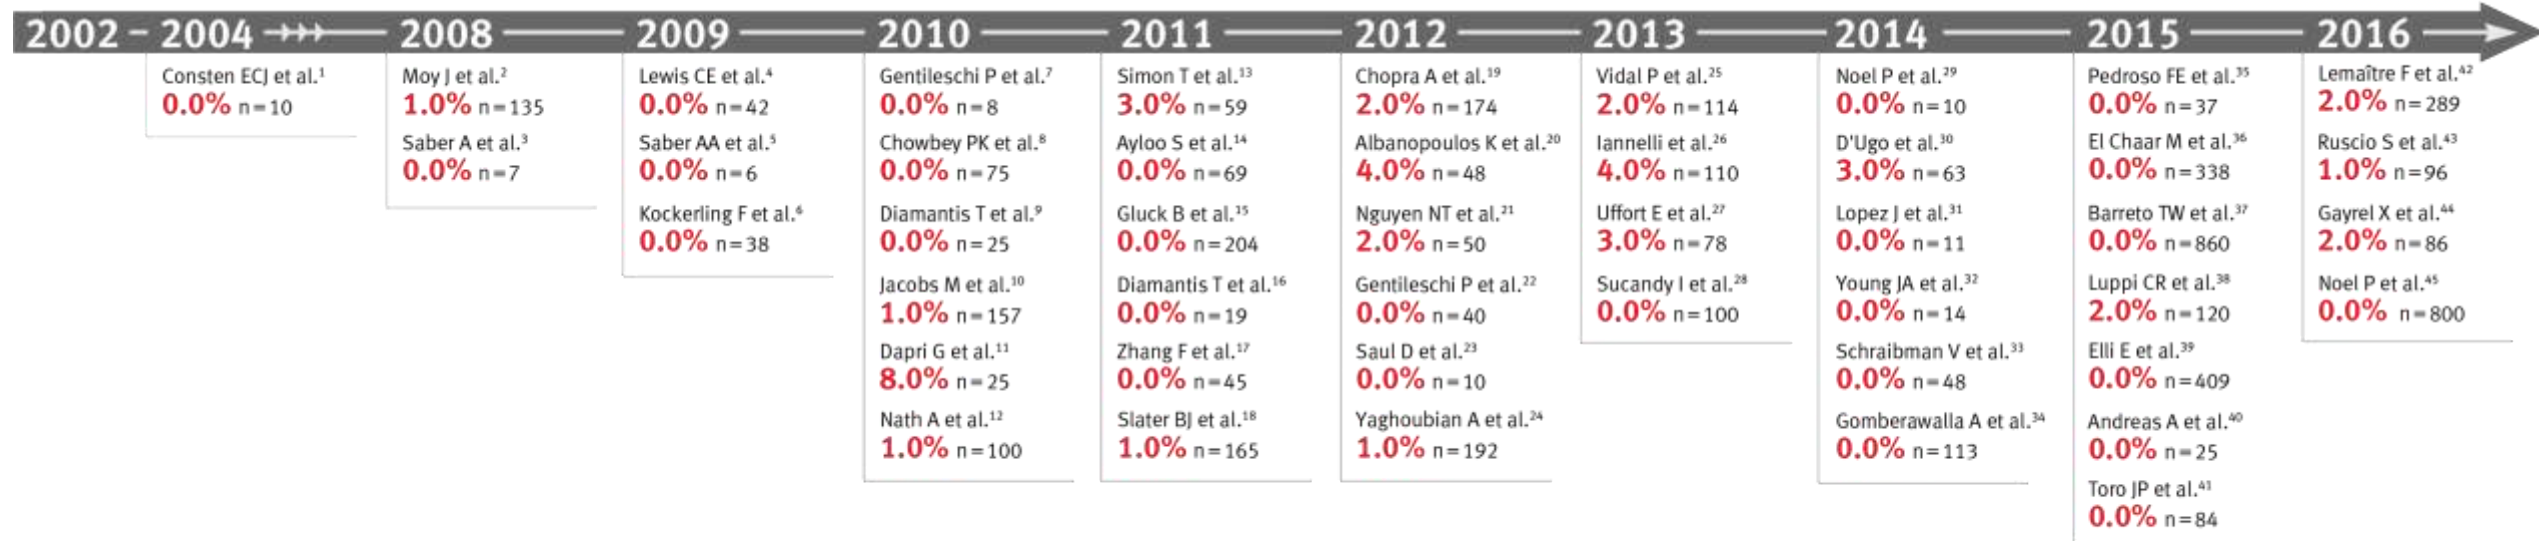 2002 – 2004 2008 2009 2010 2011 2012 2013 2014 2015 2016
Consten ECJ et al.¹
0.0% n=10
Moy J et al.²
1.0% n=135
Saber A et al.³
0.0% n=7
Lewis CE et al.⁴
0.0% n=42
Saber AA et al.⁵
0.0% n=6
Kockerling F et al.⁶
0.0% n=38
Gentileschi P et al.⁷
0.0% n=8
Chowbey PK et al.⁸
0.0% n=75
Diamantis T et al.⁹
0.0% n=25
Jacobs M et al.¹⁰
1.0% n=157
Dapri G et al.¹¹
8.0% n=25
Nath A et al.¹²
1.0% n=100
Simon T et al.¹³
3.0% n=59
Ayloo S et al.¹⁴
0.0% n=69
Gluck B et al.¹⁵
0.0% n=204
Diamantis T et al.¹⁶
0.0% n=19
Zhang F et al.¹⁷
0.0% n=45
Slater BJ et al.¹⁸
1.0% n=165
Chopra A et al.¹⁹
2.0% n=174
Albanopoulos K et al.²⁰
4.0% n=48
Nguyen NT et al.²¹
2.0% n=50
Gentileschi P et al.²²
0.0% n=40
Saul D et al.²³
0.0% n=10
Yaghoubian A et al.²⁴
1.0% n=192
Vidal P et al.²⁵
2.0% n=114
Iannelli et al.²⁶
4.0% n=110
Uffort E et al.²⁷
3.0% n=78
Sucandy I et al.²⁸
0.0% n=100
Noel P et al.²⁹
0.0% n=10
D'Ugo et al.³⁰
3.0% n=63
Lopez J et al.³¹
0.0% n=11
Young JA et al.³²
0.0% n=14
Schraibman V et al.³³
0.0% n=48
Gomberawalla A et al.³⁴
0.0% n=113
Pedroso FE et al.³⁵
0.0% n=37
El Chaar M et al.³⁶
0.0% n=338
Barreto TW et al.³⁷
0.0% n=860
Luppi CR et al.³⁸
2.0% n=120
Elli E et al.³⁹
0.0% n=409
Andreas A et al.⁴⁰
0.0% n=25
Toro JP et al.⁴¹
0.0% n=84
Lemaître F et al.⁴²
2.0% n=289
Ruscio S et al.⁴³
1.0% n=96
Gayrel X et al.⁴⁴
2.0% n=86
Noel P et al.⁴⁵
0.0% n=800